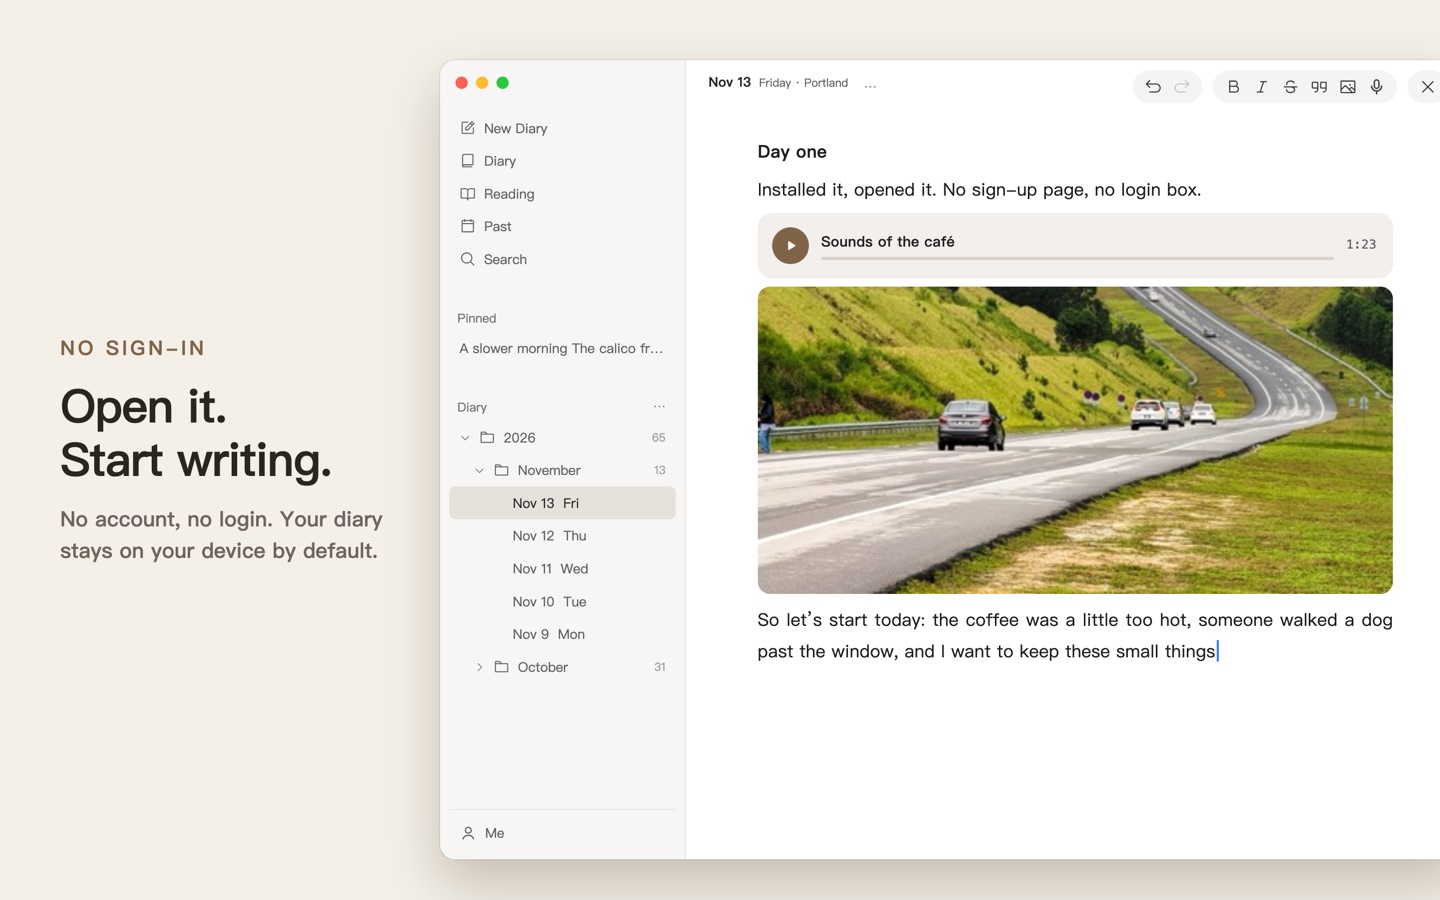 NO SIGN–IN
Open it.
Start writing.
No account, no login. Your diary
stays on your device by default.
New Diary
Diary
Reading
Past
Search
Pinned
A slower morning The calico fr...
Diary ...
2026 65
November 13
Nov 13 Fri
Nov 12 Thu
Nov 11 Wed
Nov 10 Tue
Nov 9 Mon
October 31
Me
Nov 13 Friday · Portland ...
Day one
Installed it, opened it. No sign–up page, no login box.
Sounds of the café
1:23
So let’s start today: the coffee was a little too hot, someone walked a dog
past the window, and I want to keep these small things